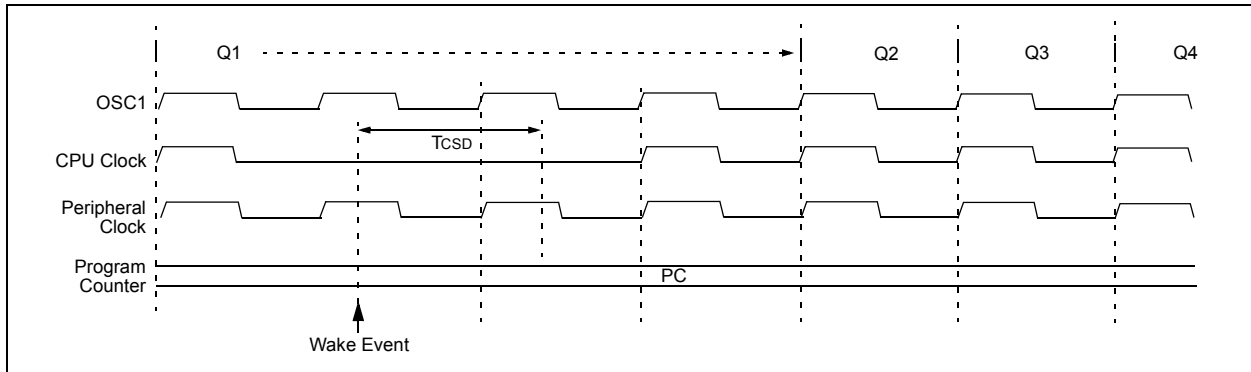 Q1 Q2 Q3 Q4
OSC1
TCSD
CPU Clock
Peripheral
Clock
Program
Counter
PC
Wake Event